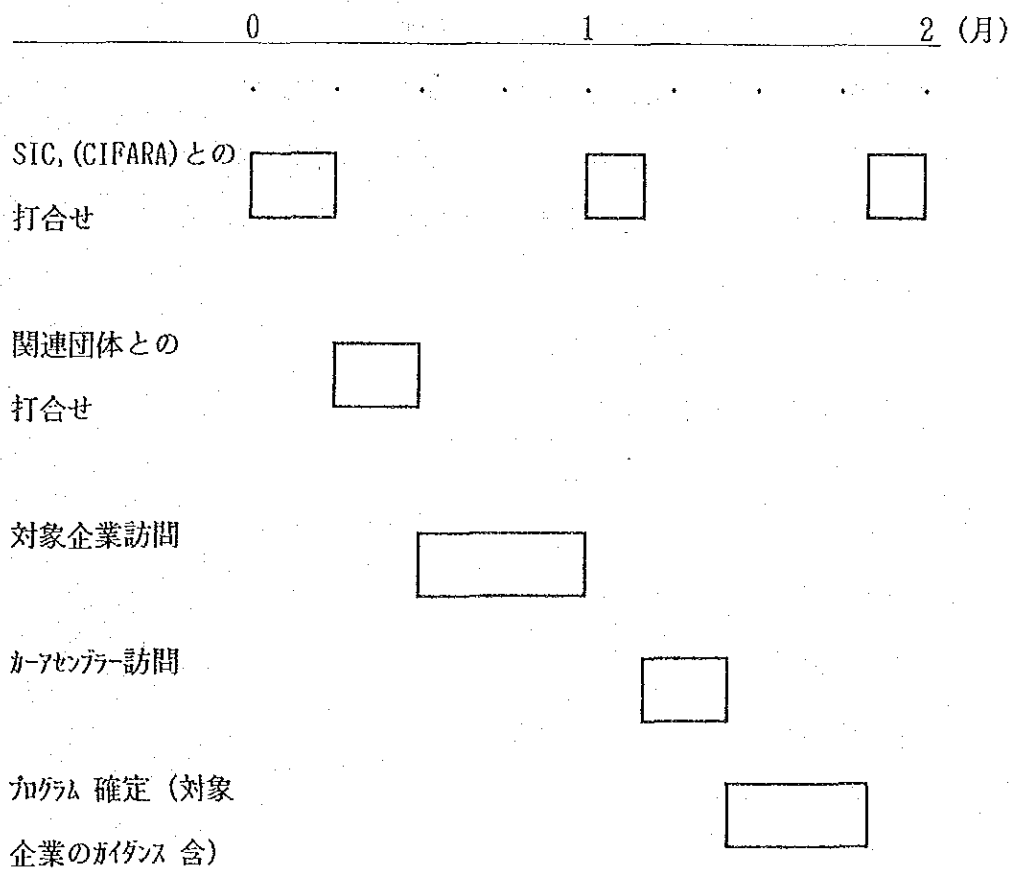 0 1 2 (月)
SIC, (CIFARA)との
打合せ
関連団体との
打合せ
対象企業訪問
ｶｰｱｾﾝﾌﾞﾗｰ訪問
ﾌﾟﾛｸﾞﾗﾑ 確定 (対象
企業のｶﾞｲﾀﾞﾝｽ 含)